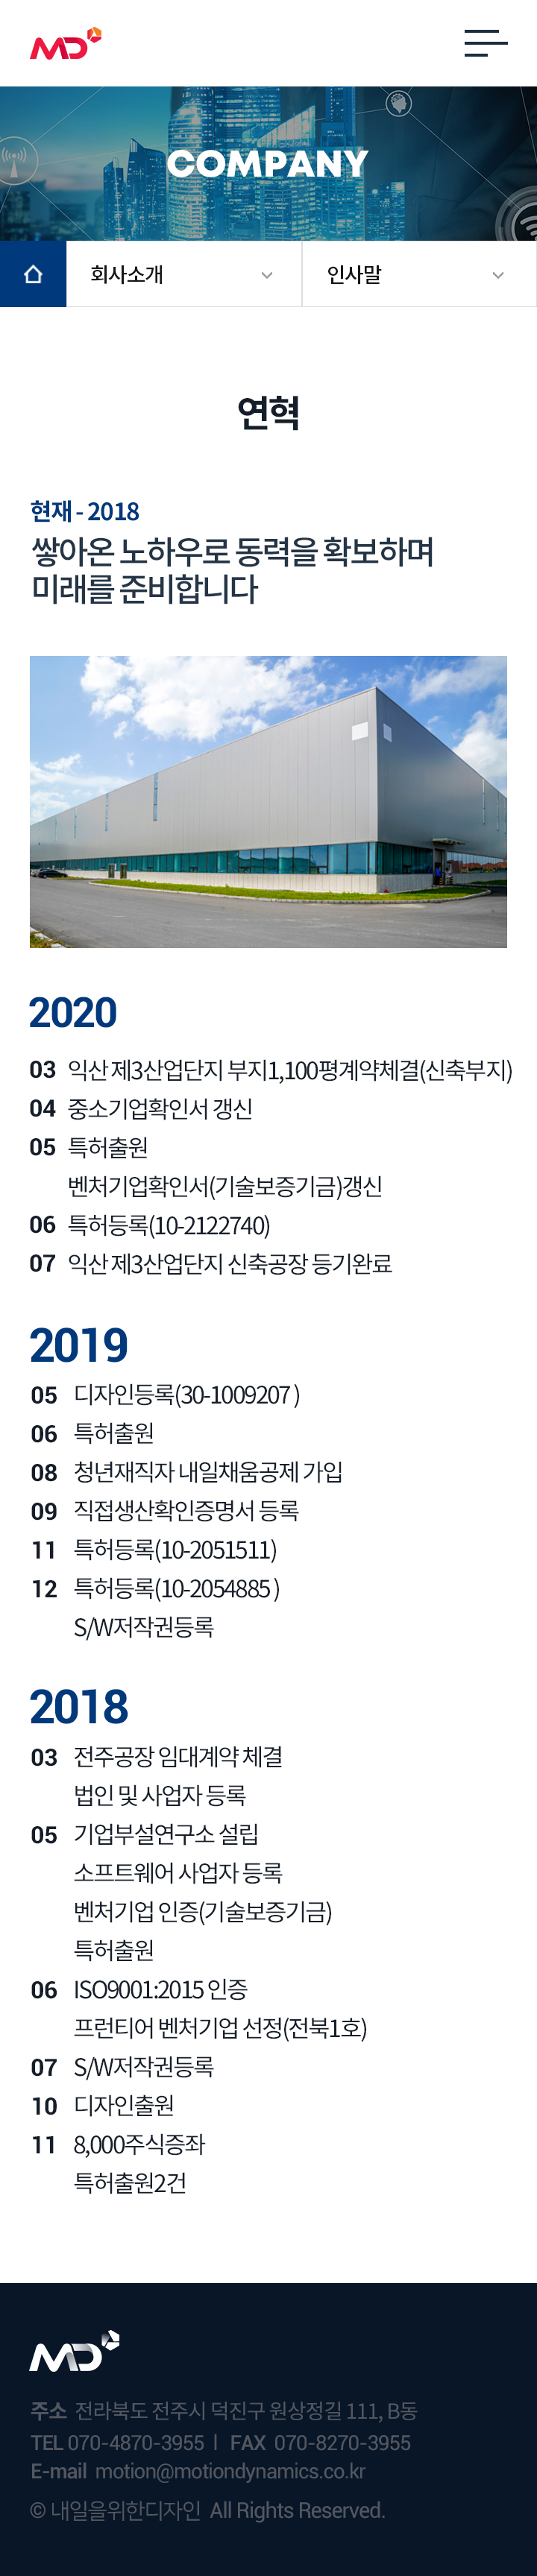 MD
COMPANY
회사소개
인사말
연혁
현재 - 2018
쌓아온 노하우로 동력을 확보하며
미래를 준비합니다
2020
03 익산 제3산업단지 부지1,100평계약체결(신축부지)
04 중소기업확인서 갱신
05 특허출원
벤처기업확인서(기술보증기금)갱신
06 특허등록(10-2122740)
07 익산 제3산업단지 신축공장 등기완료
2019
05 디자인등록(30-1009207 )
06 특허출원
08 청년재직자 내일채움공제 가입
09 직접생산확인증명서 등록
11 특허등록(10-2051511)
12 특허등록(10-2054885 )
S/W저작권등록
2018
03 전주공장 임대계약 체결
법인 및 사업자 등록
05 기업부설연구소 설립
소프트웨어 사업자 등록
벤처기업 인증(기술보증기금)
특허출원
06 ISO9001:2015 인증
프런티어 벤처기업 선정(전북1호)
07 S/W저작권등록
10 디자인출원
11 8,000주식증좌
특허출원2건
MD
주소 전라북도 전주시 덕진구 원상정길 111, B동
TEL 070-4870-3955 | FAX 070-8270-3955
E-mail motion@motiondynamics.co.kr
© 내일을위한디자인 All Rights Reserved.